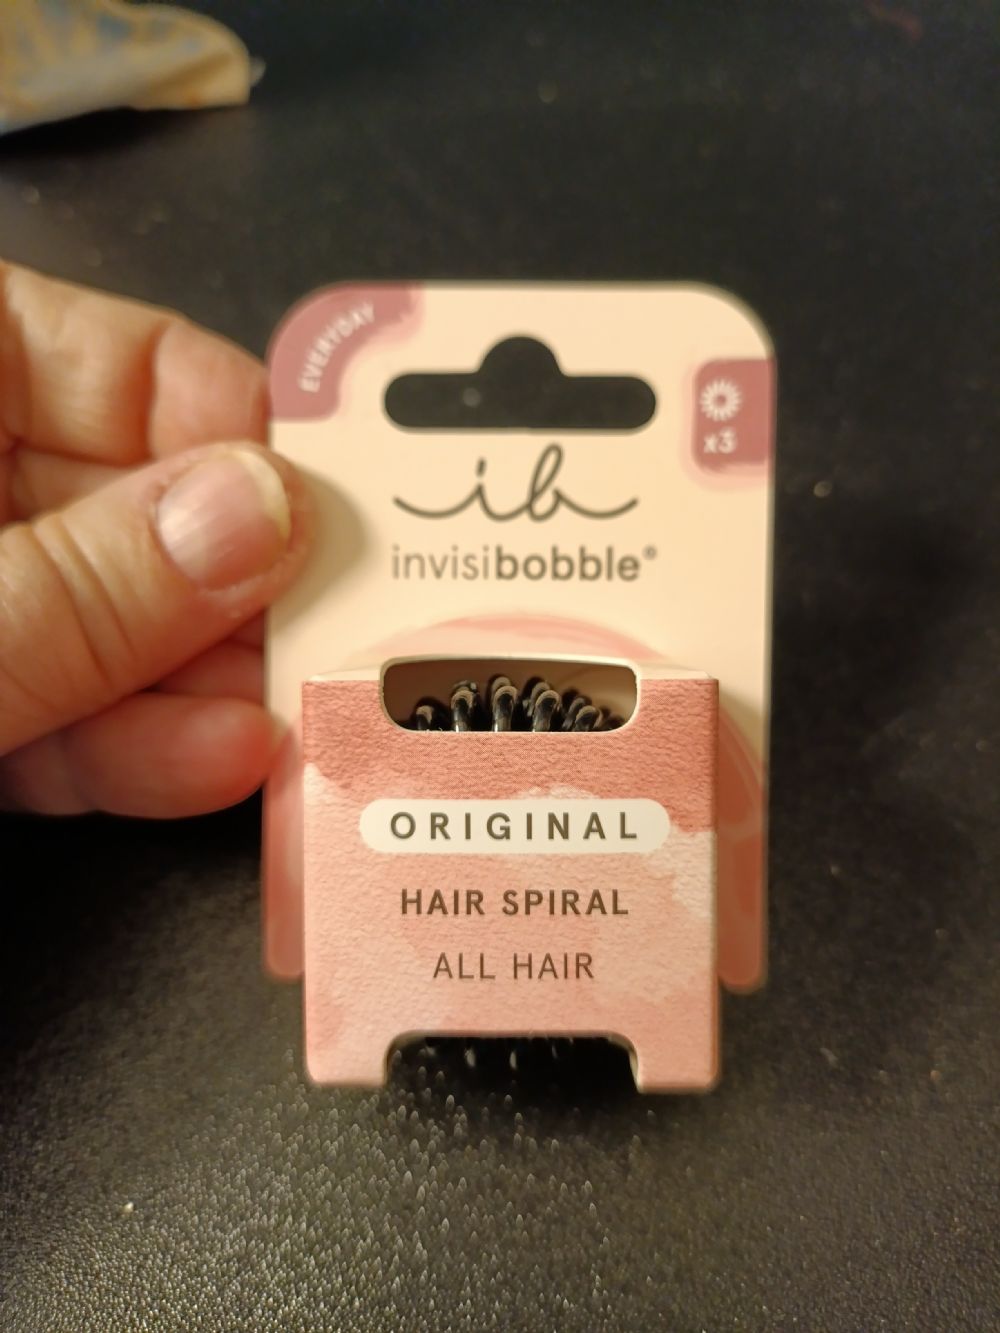 EVERYDAY
x3
ib
invisibobble®
ORIGINAL
HAIR SPIRAL
ALL HAIR